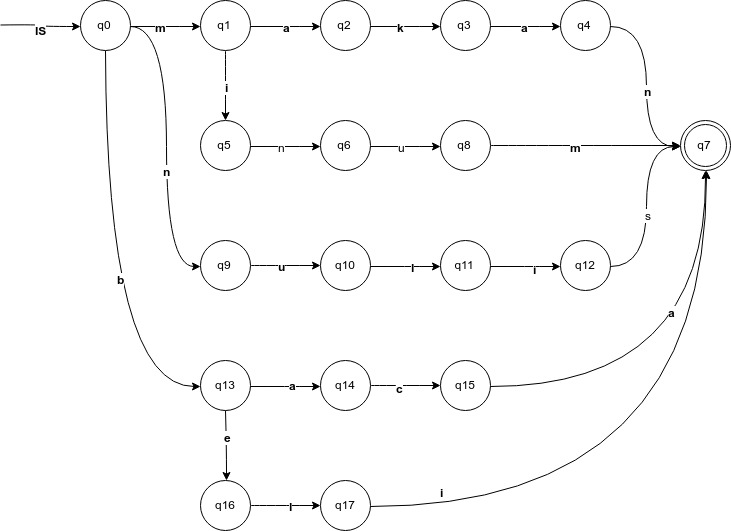 IS q0 m q1 a q2 k q3 a q4
i n
q5 n q6 u q8 m q7
n
s
q9 u q10 l q11 i q12
b
a
q13 a q14 c q15
e
i
q16 l q17